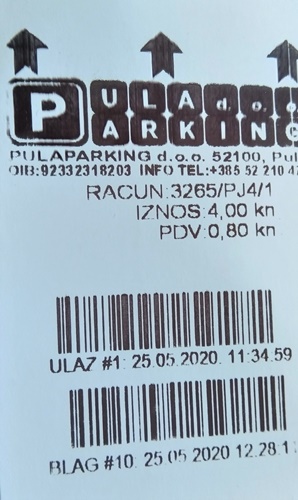 P PULA d. o. o.
PARKING
PULAPARKING d.o.o. 52100, Pul
OIB:92332318203 INFO TEL:+385 52 210 47
RACUN:3265/PJ4/1
IZNOS:4,00 kn
PDV:0,80 kn
ULAZ #1: 25.05.2020. 11:34.59
BLAG #10: 25 05 2020 12:28:1